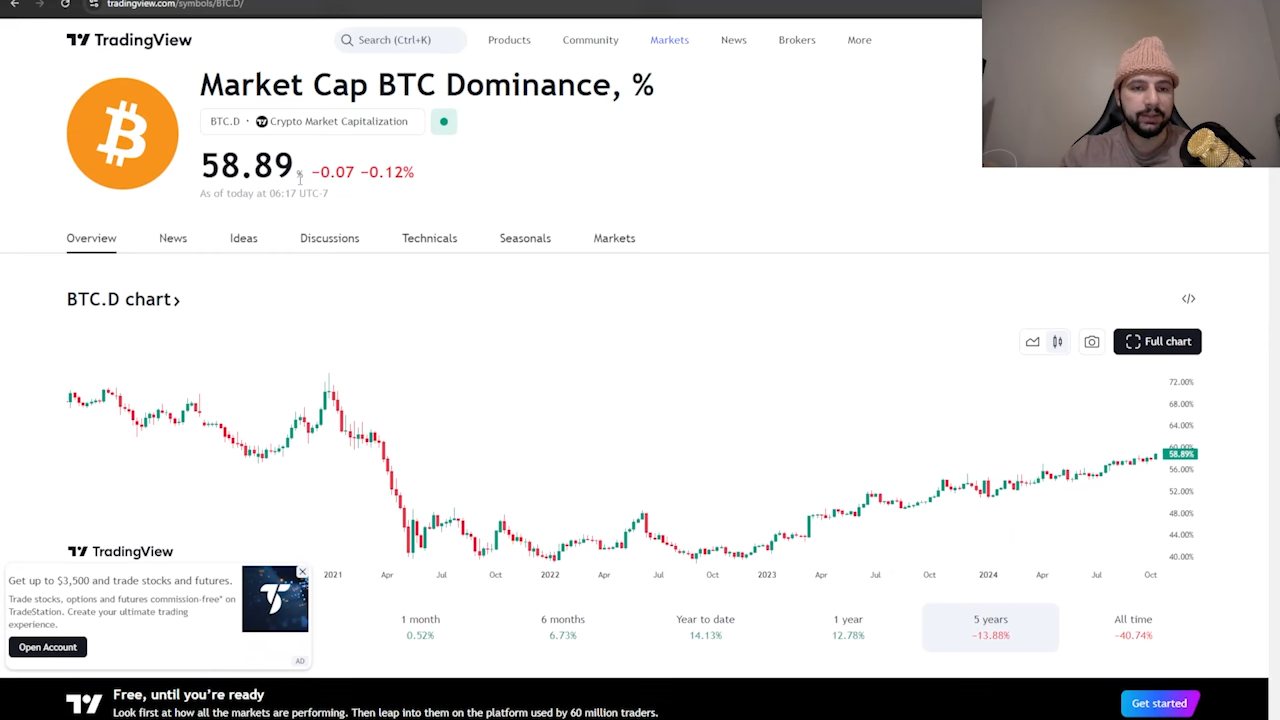 tradingview.com/symbols/BTC.D/
TradingView
Search (Ctrl+K)
Products
Community
Markets
News
Brokers
More
Market Cap BTC Dominance, %
BTC.D · Crypto Market Capitalization
58.89 % −0.07 −0.12%
As of today at 06:17 UTC-7
Overview
News
Ideas
Discussions
Technicals
Seasonals
Markets
BTC.D chart ›
</>
Full chart
72.00%
68.00%
64.00%
60.00%
58.89%
56.00%
52.00%
48.00%
44.00%
40.00%
TradingView
2021 Apr Jul Oct 2022 Apr Jul Oct 2023 Apr Jul Oct 2024 Apr Jul Oct
Get up to $3,500 and trade stocks and futures.
Trade stocks, options and futures commission-free* on
TradeStation. Create your ultimate trading
experience.
Open Account
AD
1 month
0.52%
6 months
6.73%
Year to date
14.13%
1 year
12.78%
5 years
−13.88%
All time
−40.74%
Free, until you're ready
Look first at how all the markets are performing. Then leap into them on the platform used by 60 million traders.
Get started